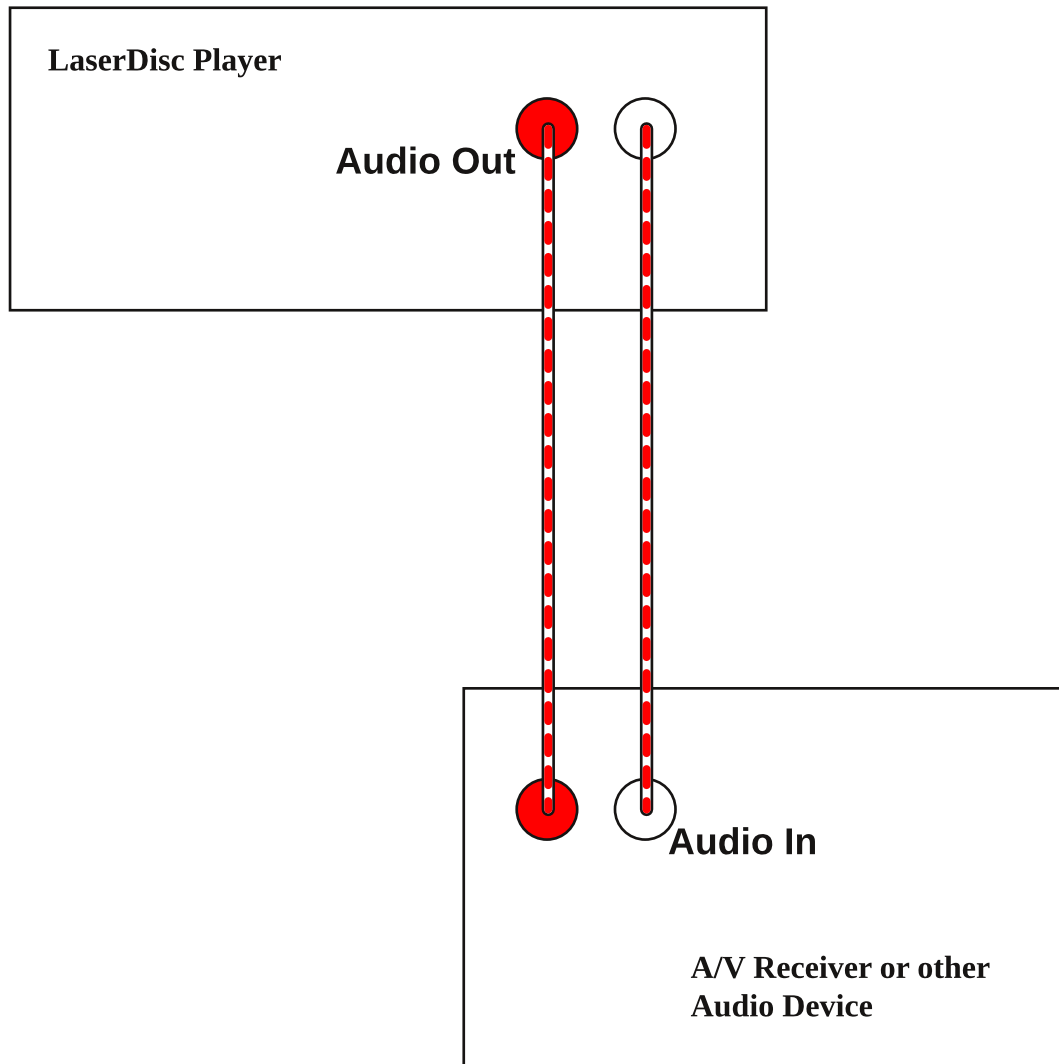 LaserDisc Player
Audio Out
Audio In
A/V Receiver or other
Audio Device